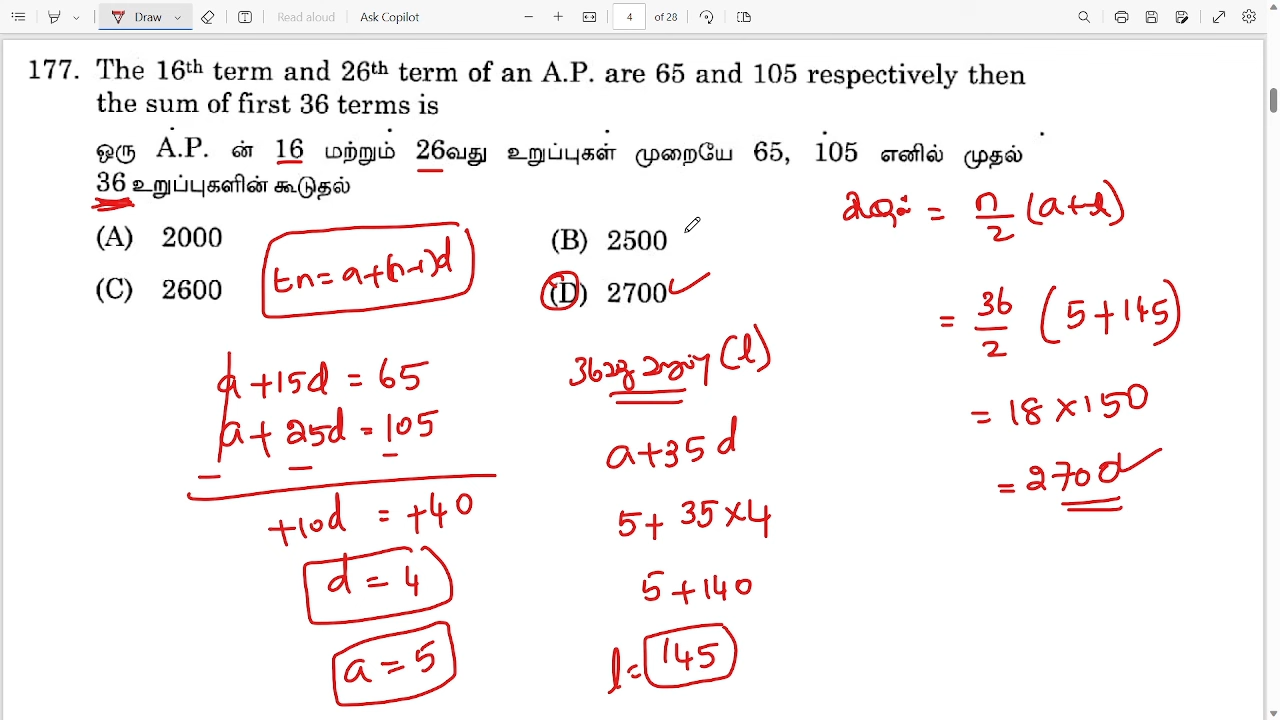 Draw
Read aloud
Ask Copilot
4
of 28
177. The 16th term and 26th term of an A.P. are 65 and 105 respectively then
the sum of first 36 terms is
ஒரு A.P. ன் 16 மற்றும் 26வது உறுப்புகள் முறையே 65, 105 எனில் முதல்
36 உறுப்புகளின் கூடுதல்
(A) 2000
(B) 2500
(C) 2600
(D) 2700
tn = a+(n-1)d
a + 15d = 65
a + 25d = 105
+10d = +40
d = 4
a = 5
36 (l)
a+35d
5+ 35×4
5+140
l= 145
= n/2 (a+l)
= 36/2 (5+145)
= 18×150
= 2700